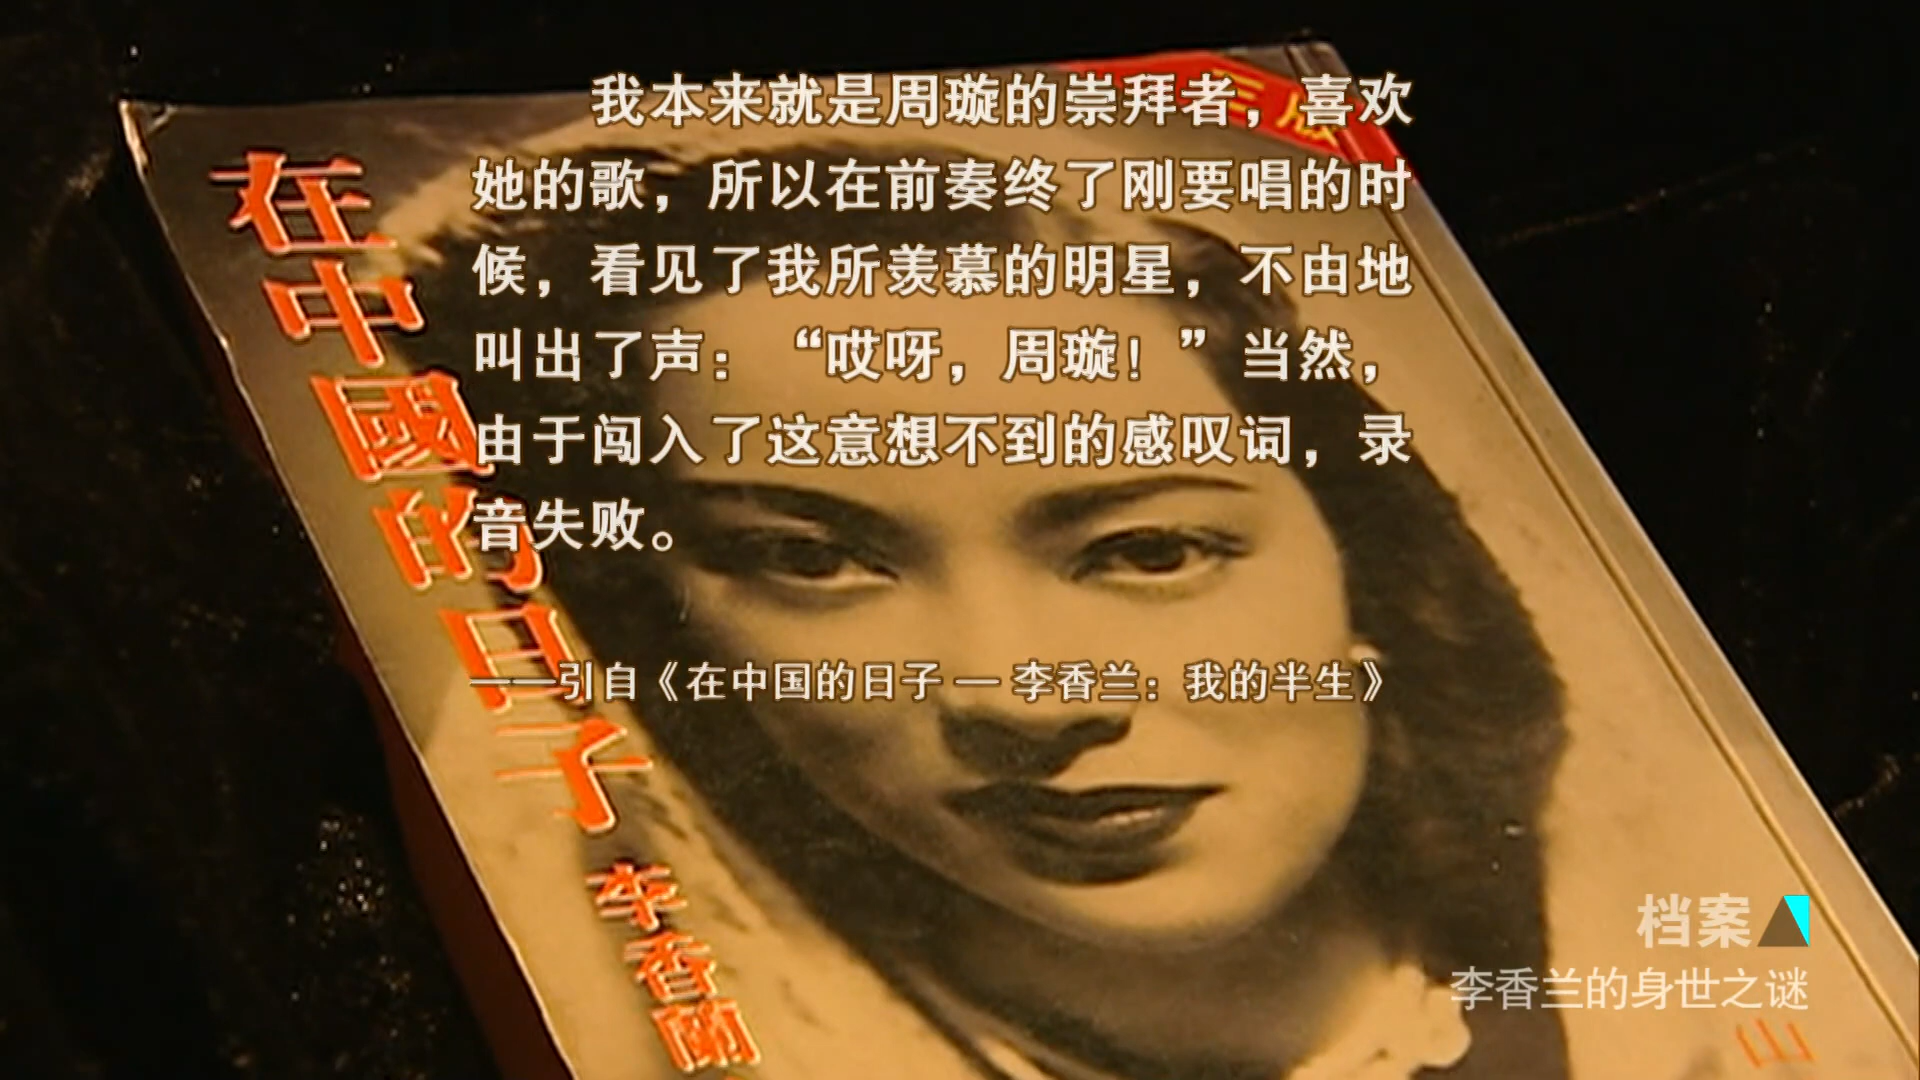 我本来就是周璇的崇拜者，喜欢
她的歌，所以在前奏终了刚要唱的时
候，看见了我所羡慕的明星，不由地
叫出了声：“哎呀，周璇！”当然，
由于闯入了这意想不到的感叹词，录
音失败。
——引自《在中国的日子 — 李香兰：我的半生》
在中國的日子
李香蘭
三版
档案
李香兰的身世之谜
山